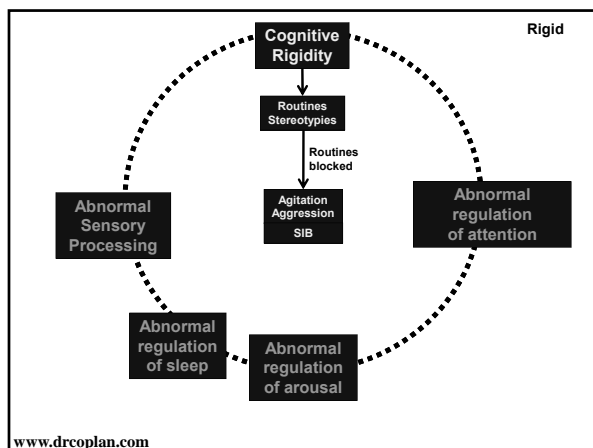 Rigid
Cognitive
Rigidity
Routines
Stereotypies
Routines
blocked
Agitation
Aggression
SIB
Abnormal
Sensory
Processing
Abnormal
regulation
of attention
Abnormal
regulation
of sleep
Abnormal
regulation
of arousal
www.drcoplan.com